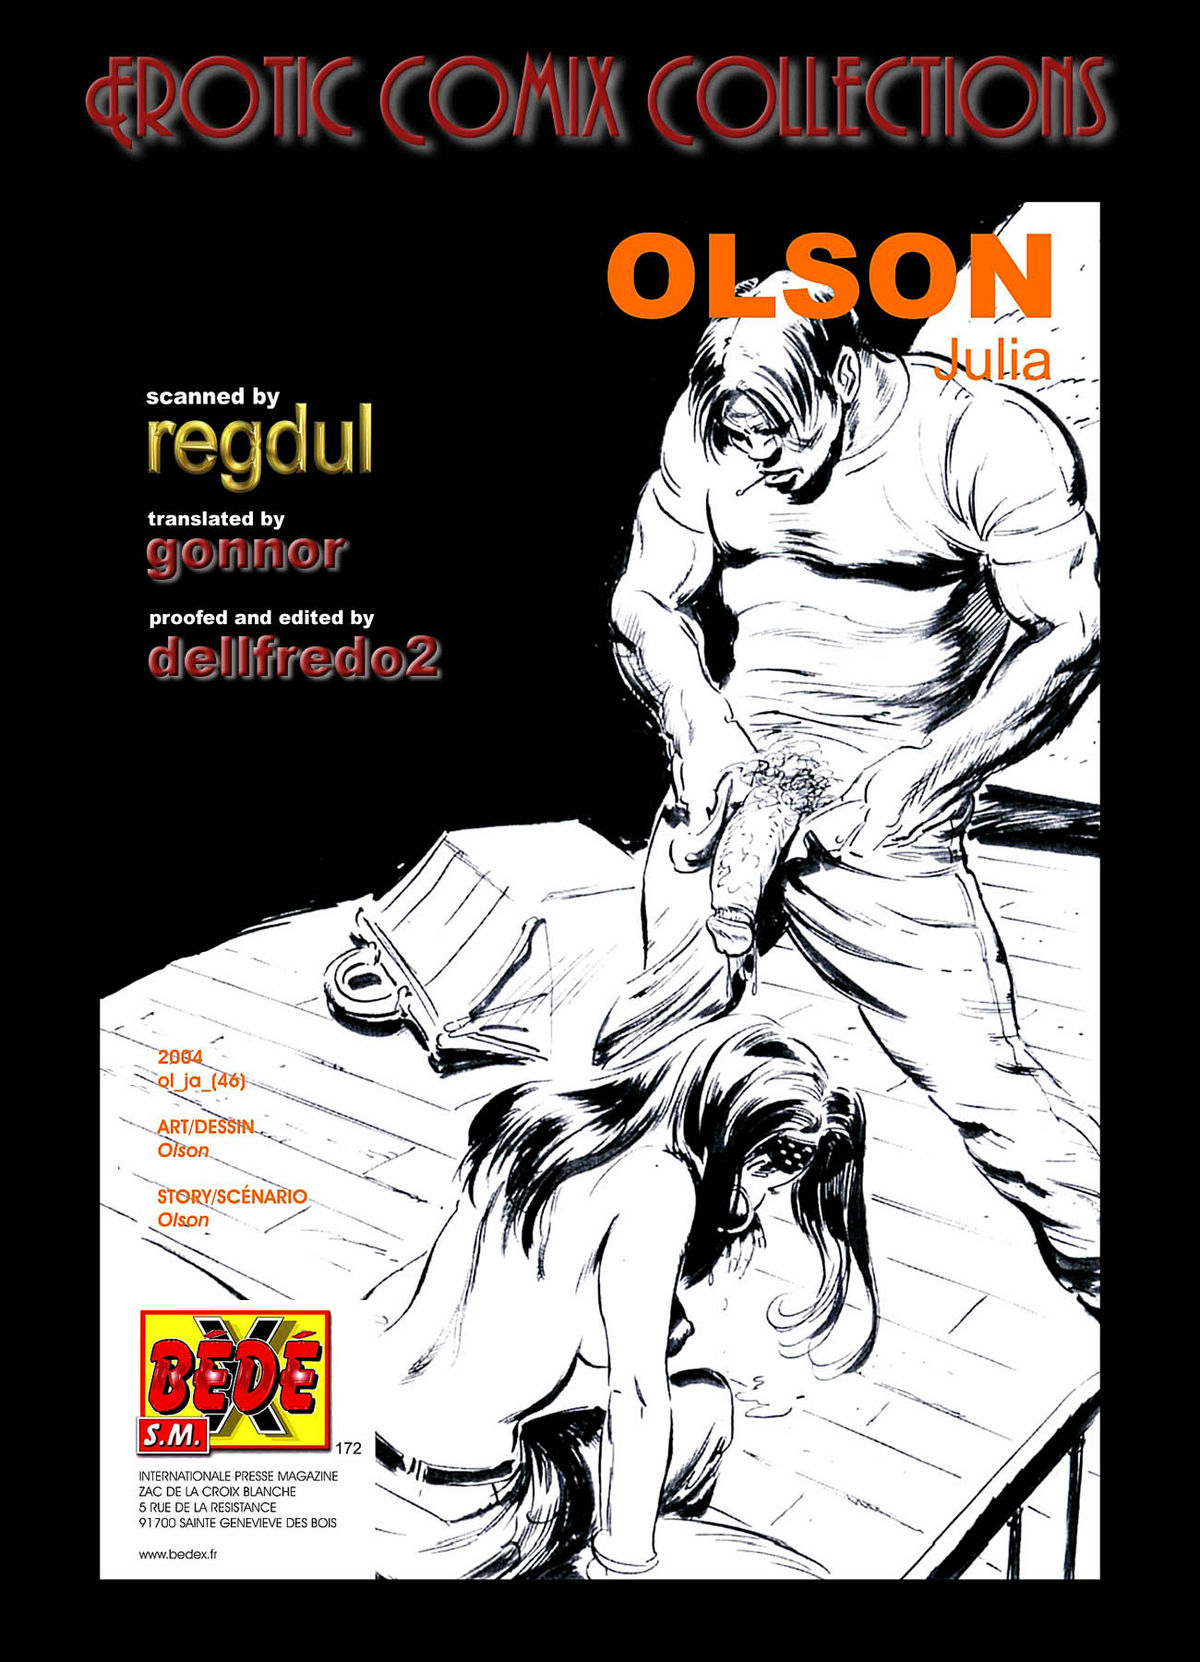 EROTIC COMIX COLLECTIONS
OLSON
Julia
scanned by
regdul
translated by
gonnor
proofed and edited by
dellfredo2
2004
ol_ja_(46)
ART/DESSIN
Olson
STORY/SCÉNARIO
Olson
BÉDÉ
X
S.M.
172
INTERNATIONALE PRESSE MAGAZINE
ZAC DE LA CROIX BLANCHE
5 RUE DE LA RESISTANCE
91700 SAINTE GENEVIEVE DES BOIS
www.bedex.fr